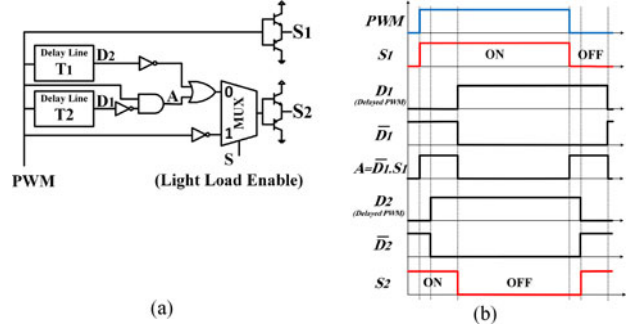 Delay Line
T1
D2
Delay Line
T2
D1
A
0
1
MUX
S
S1
S2
PWM
(Light Load Enable)
(a)
PWM
S1
ON
OFF
D1
(Delayed PWM)
D̅1
A=D̅1.S1
D2
(Delayed PWM)
D̅2
S2
ON
OFF
(b)